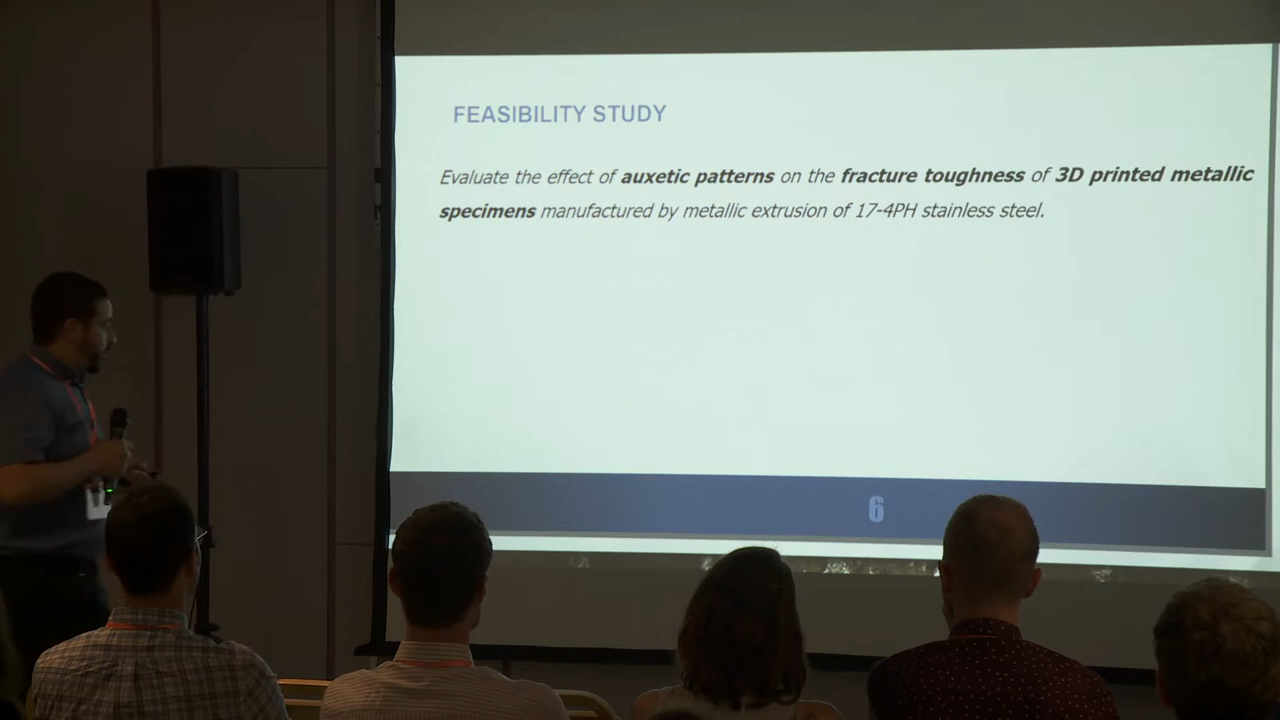 FEASIBILITY STUDY
Evaluate the effect of auxetic patterns on the fracture toughness of 3D printed metallic
specimens manufactured by metallic extrusion of 17-4PH stainless steel.
6